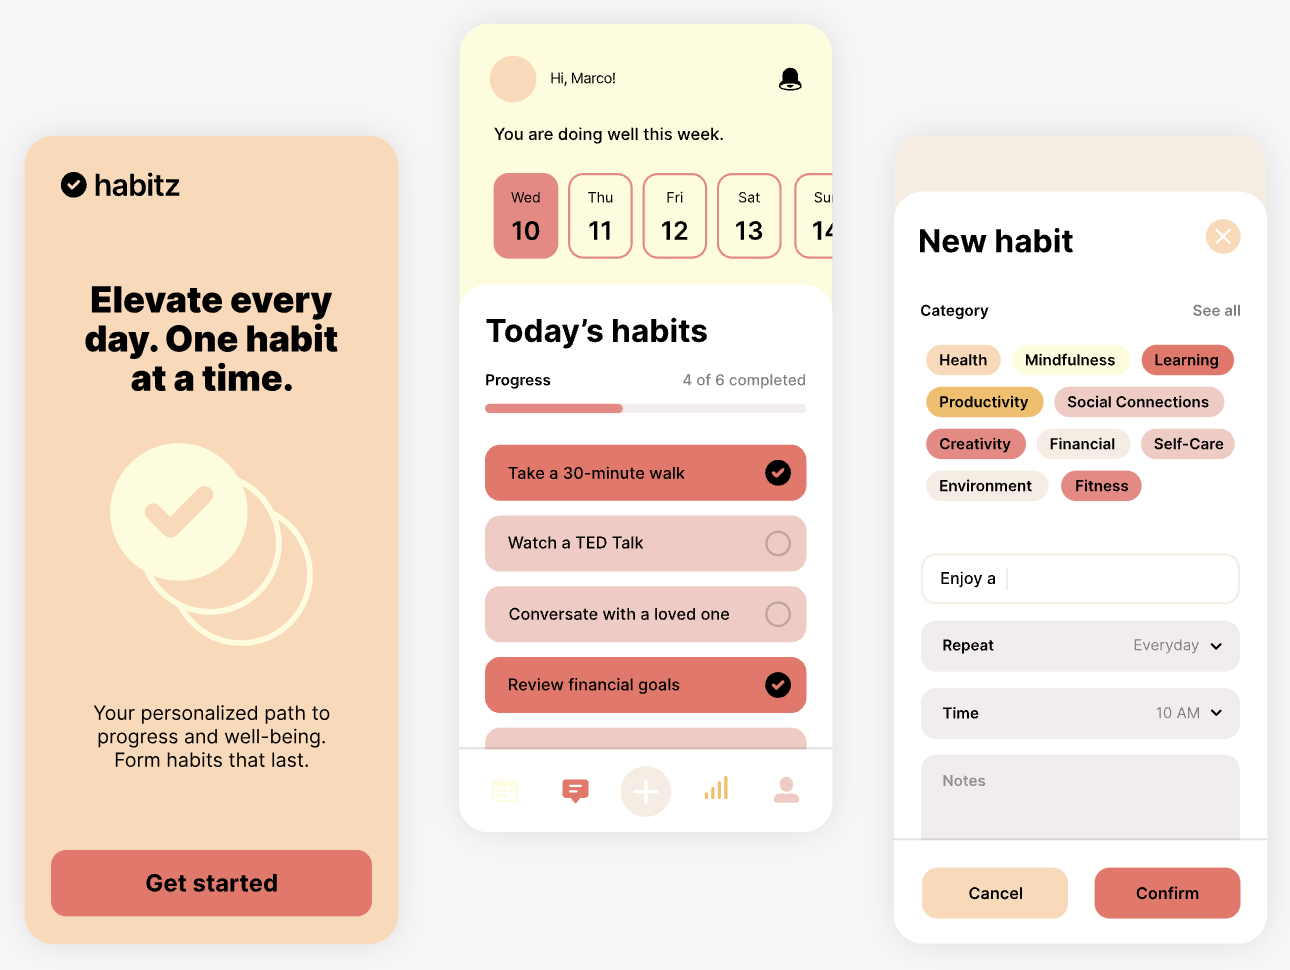 habitz
Elevate every
day. One habit
at a time.
Your personalized path to
progress and well-being.
Form habits that last.
Get started
Hi, Marco!
You are doing well this week.
Wed Thu Fri Sat Sun
10 11 12 13 14
Today’s habits
Progress 4 of 6 completed
Take a 30-minute walk
Watch a TED Talk
Conversate with a loved one
Review financial goals
New habit
Category See all
Health Mindfulness Learning
Productivity Social Connections
Creativity Financial Self-Care
Environment Fitness
Enjoy a
Repeat Everyday
Time 10 AM
Notes
Cancel Confirm